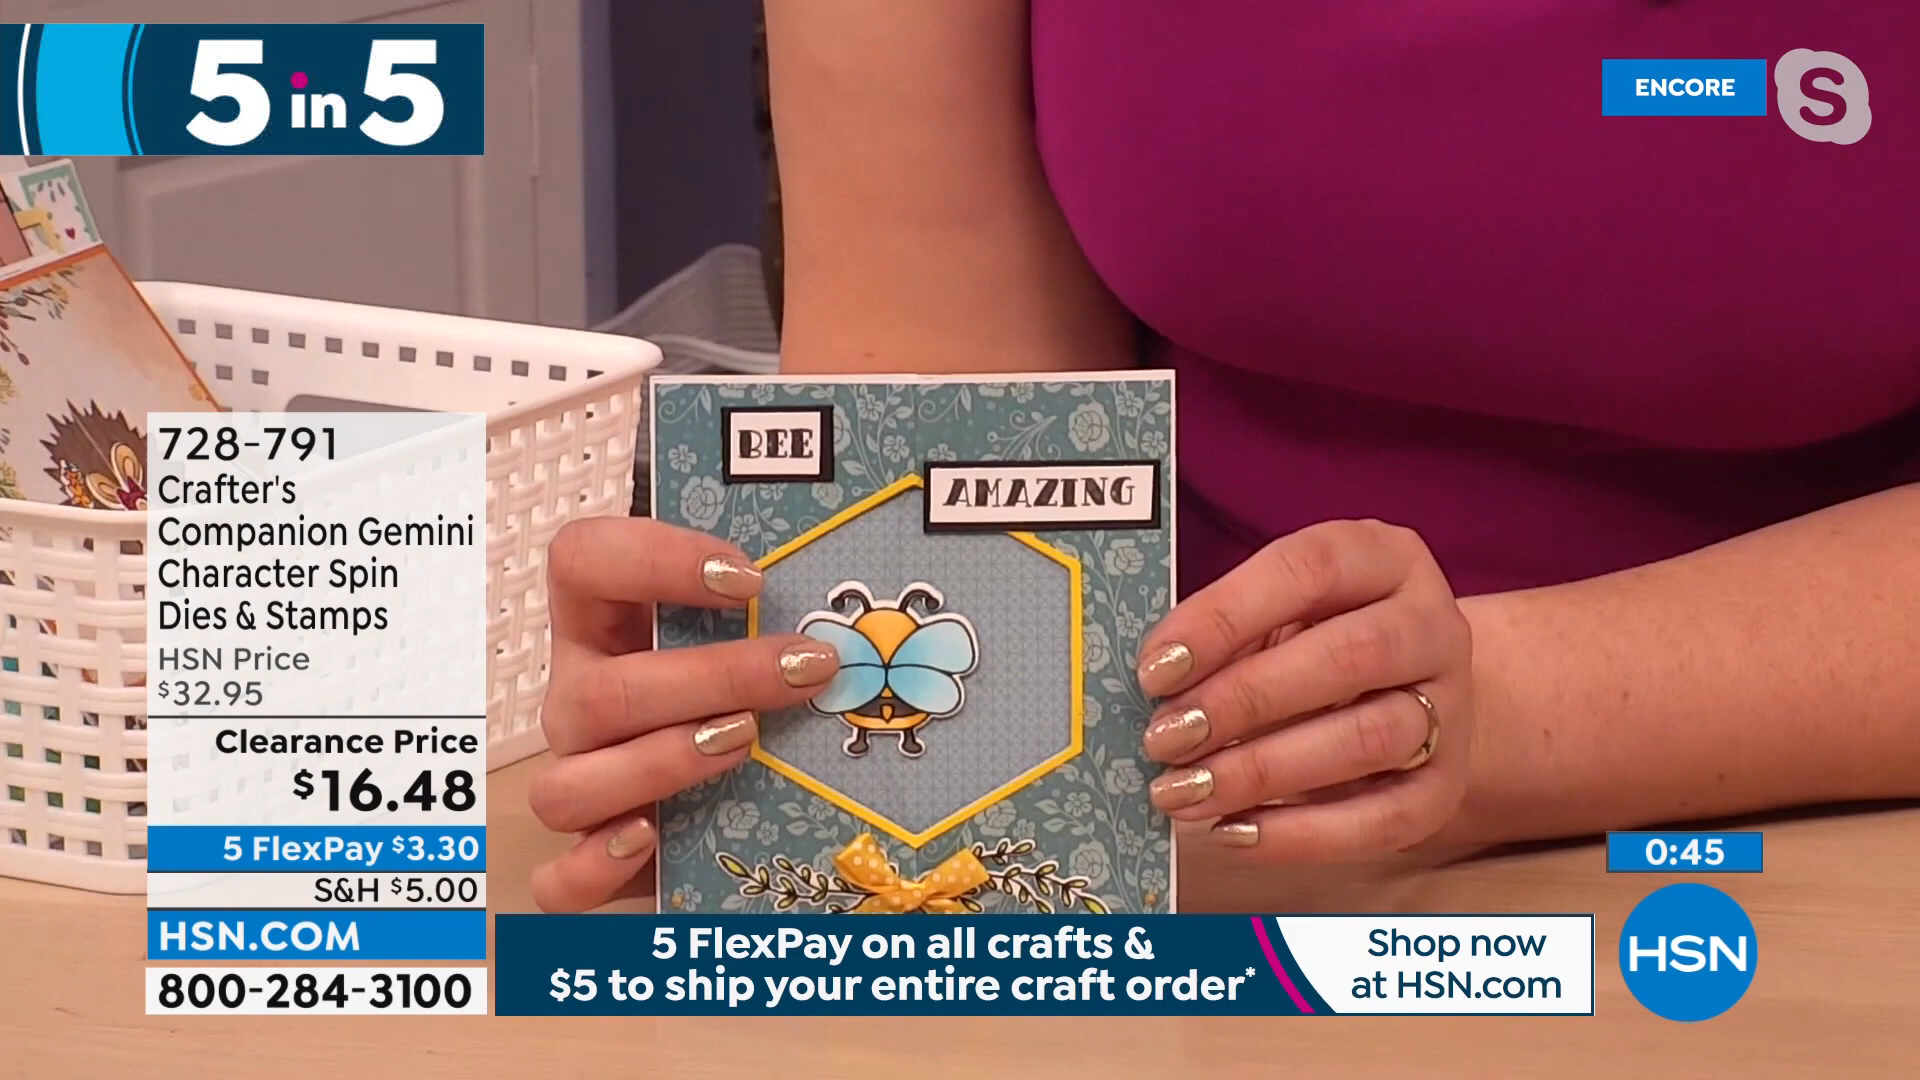 5 in 5
ENCORE
S
BEE
AMAZING
728-791
Crafter's
Companion Gemini
Character Spin
Dies & Stamps
HSN Price
$32.95
Clearance Price
$16.48
5 FlexPay $3.30
S&H $5.00
HSN.COM
800-284-3100
5 FlexPay on all crafts &
$5 to ship your entire craft order*
Shop now
at HSN.com
0:45
HSN